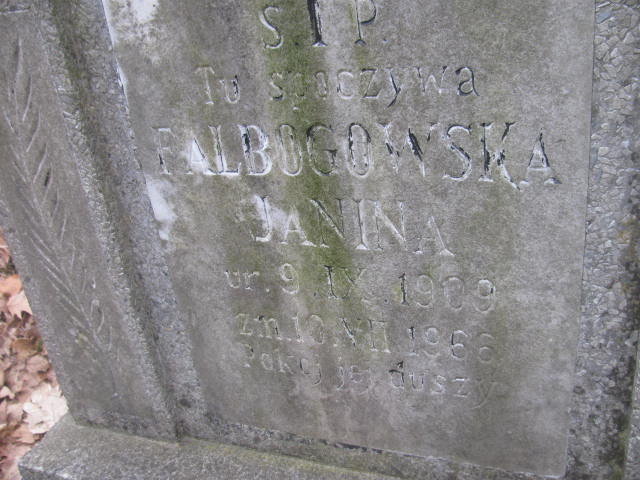 S.†P.
Tu spoczywa
FALBOGOWSKA
JANINA
ur. 9.IX. 1909
zm. 10.VII 1966
Pokój jej duszy